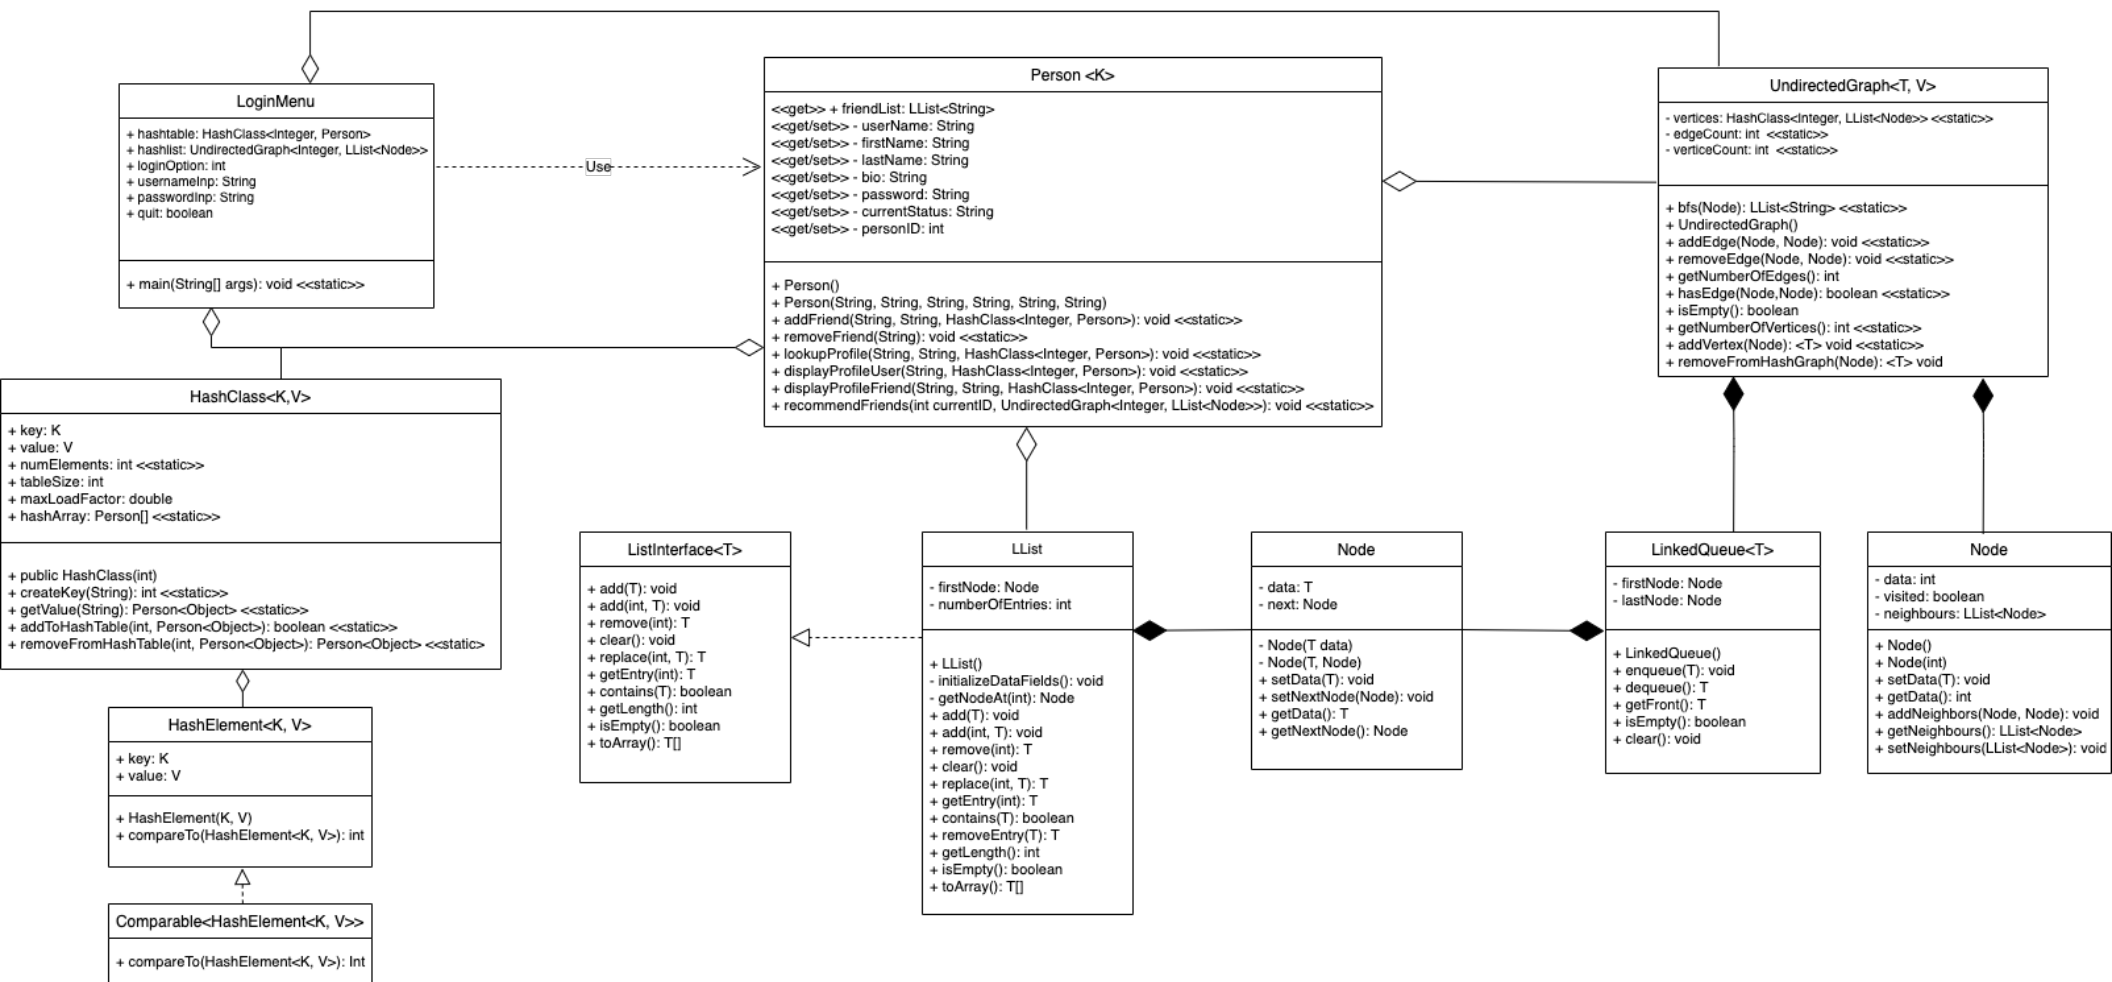 LoginMenu
+ hashtable: HashClass<Integer, Person>
+ hashlist: UndirectedGraph<Integer, LList<Node>>
+ loginOption: int
+ usernameInp: String
+ passwordInp: String
+ quit: boolean
+ main(String[] args): void <<static>>
Use
Person <K>
<<get>> + friendList: LList<String>
<<get/set>> - userName: String
<<get/set>> - firstName: String
<<get/set>> - lastName: String
<<get/set>> - bio: String
<<get/set>> - password: String
<<get/set>> - currentStatus: String
<<get/set>> - personID: int
+ Person()
+ Person(String, String, String, String, String, String)
+ addFriend(String, String, HashClass<Integer, Person>): void <<static>>
+ removeFriend(String): void <<static>>
+ lookupProfile(String, String, HashClass<Integer, Person>): void <<static>>
+ displayProfileUser(String, HashClass<Integer, Person>): void <<static>>
+ displayProfileFriend(String, String, HashClass<Integer, Person>): void <<static>>
+ recommendFriends(int currentID, UndirectedGraph<Integer, LList<Node>>): void <<static>>
UndirectedGraph<T, V>
- vertices: HashClass<Integer, LList<Node>> <<static>>
- edgeCount: int <<static>>
- verticeCount: int <<static>>
+ bfs(Node): LList<String> <<static>>
+ UndirectedGraph()
+ addEdge(Node, Node): void <<static>>
+ removeEdge(Node, Node): void <<static>>
+ getNumberOfEdges(): int
+ hasEdge(Node,Node): boolean <<static>>
+ isEmpty(): boolean
+ getNumberOfVertices(): int <<static>>
+ addVertex(Node): <T> void <<static>>
+ removeFromHashGraph(Node): <T> void
HashClass<K,V>
+ key: K
+ value: V
+ numElements: int <<static>>
+ tableSize: int
+ maxLoadFactor: double
+ hashArray: Person[] <<static>>
+ public HashClass(int)
+ createKey(String): int <<static>>
+ getValue(String): Person<Object> <<static>>
+ addToHashTable(int, Person<Object>): boolean <<static>>
+ removeFromHashTable(int, Person<Object>): Person<Object> <<static>>
HashElement<K, V>
+ key: K
+ value: V
+ HashElement(K, V)
+ compareTo(HashElement<K, V>): int
Comparable<HashElement<K, V>>
+ compareTo(HashElement<K, V>): Int
ListInterface<T>
+ add(T): void
+ add(int, T): void
+ remove(int): T
+ clear(): void
+ replace(int, T): T
+ getEntry(int): T
+ contains(T): boolean
+ getLength(): int
+ isEmpty(): boolean
+ toArray(): T[]
LList
- firstNode: Node
- numberOfEntries: int
+ LList()
- initializeDataFields(): void
- getNodeAt(int): Node
+ add(T): void
+ add(int, T): void
+ remove(int): T
+ clear(): void
+ replace(int, T): T
+ getEntry(int): T
+ contains(T): boolean
+ removeEntry(T): T
+ getLength(): int
+ isEmpty(): boolean
+ toArray(): T[]
Node
- data: T
- next: Node
- Node(T data)
- Node(T, Node)
+ setData(T): void
+ setNextNode(Node): void
+ getData(): T
+ getNextNode(): Node
LinkedQueue<T>
- firstNode: Node
- lastNode: Node
+ LinkedQueue()
+ enqueue(T): void
+ dequeue(): T
+ getFront(): T
+ isEmpty(): boolean
+ clear(): void
Node
- data: int
- visited: boolean
- neighbours: LList<Node>
+ Node()
+ Node(int)
+ setData(T): void
+ getData(): int
+ addNeighbors(Node, Node): void
+ getNeighbours(): LList<Node>
+ setNeighbours(LList<Node>): void